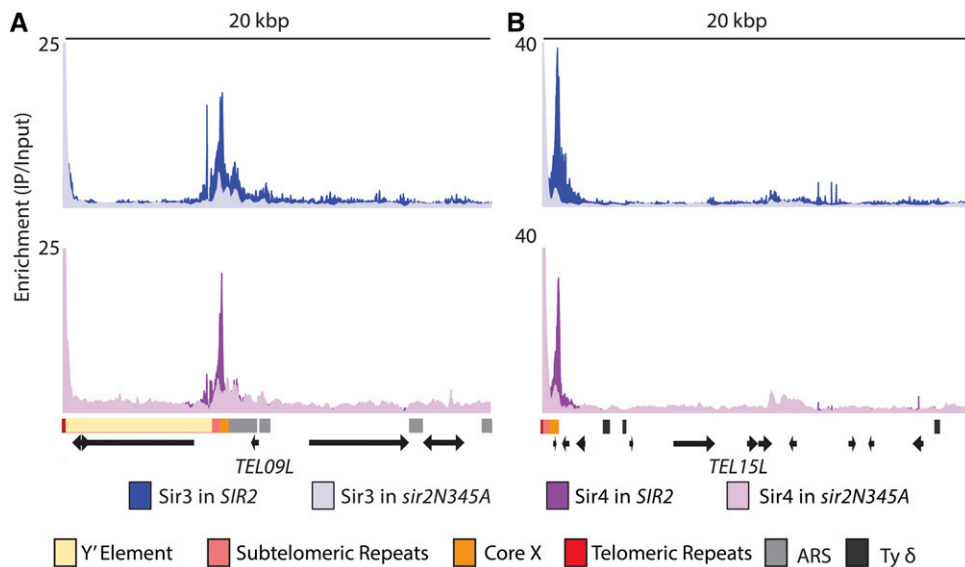 A
20 kbp
B
20 kbp
25
40
25
40
Enrichment (IP/Input)
TEL09L
TEL15L
Sir3 in SIR2
Sir3 in sir2N345A
Sir4 in SIR2
Sir4 in sir2N345A
Y' Element
Subtelomeric Repeats
Core X
Telomeric Repeats
ARS
Ty δ